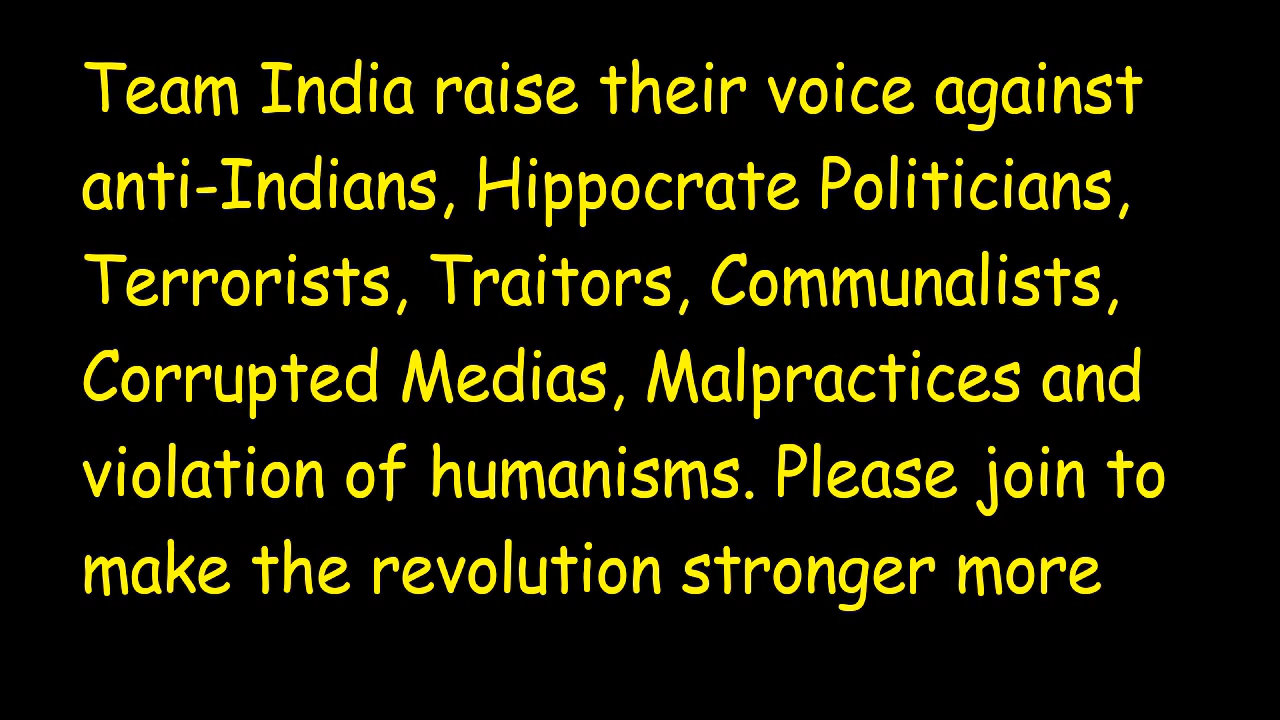 Team India raise their voice against
anti-Indians, Hippocrate Politicians,
Terrorists, Traitors, Communalists,
Corrupted Medias, Malpractices and
violation of humanisms. Please join to
make the revolution stronger more